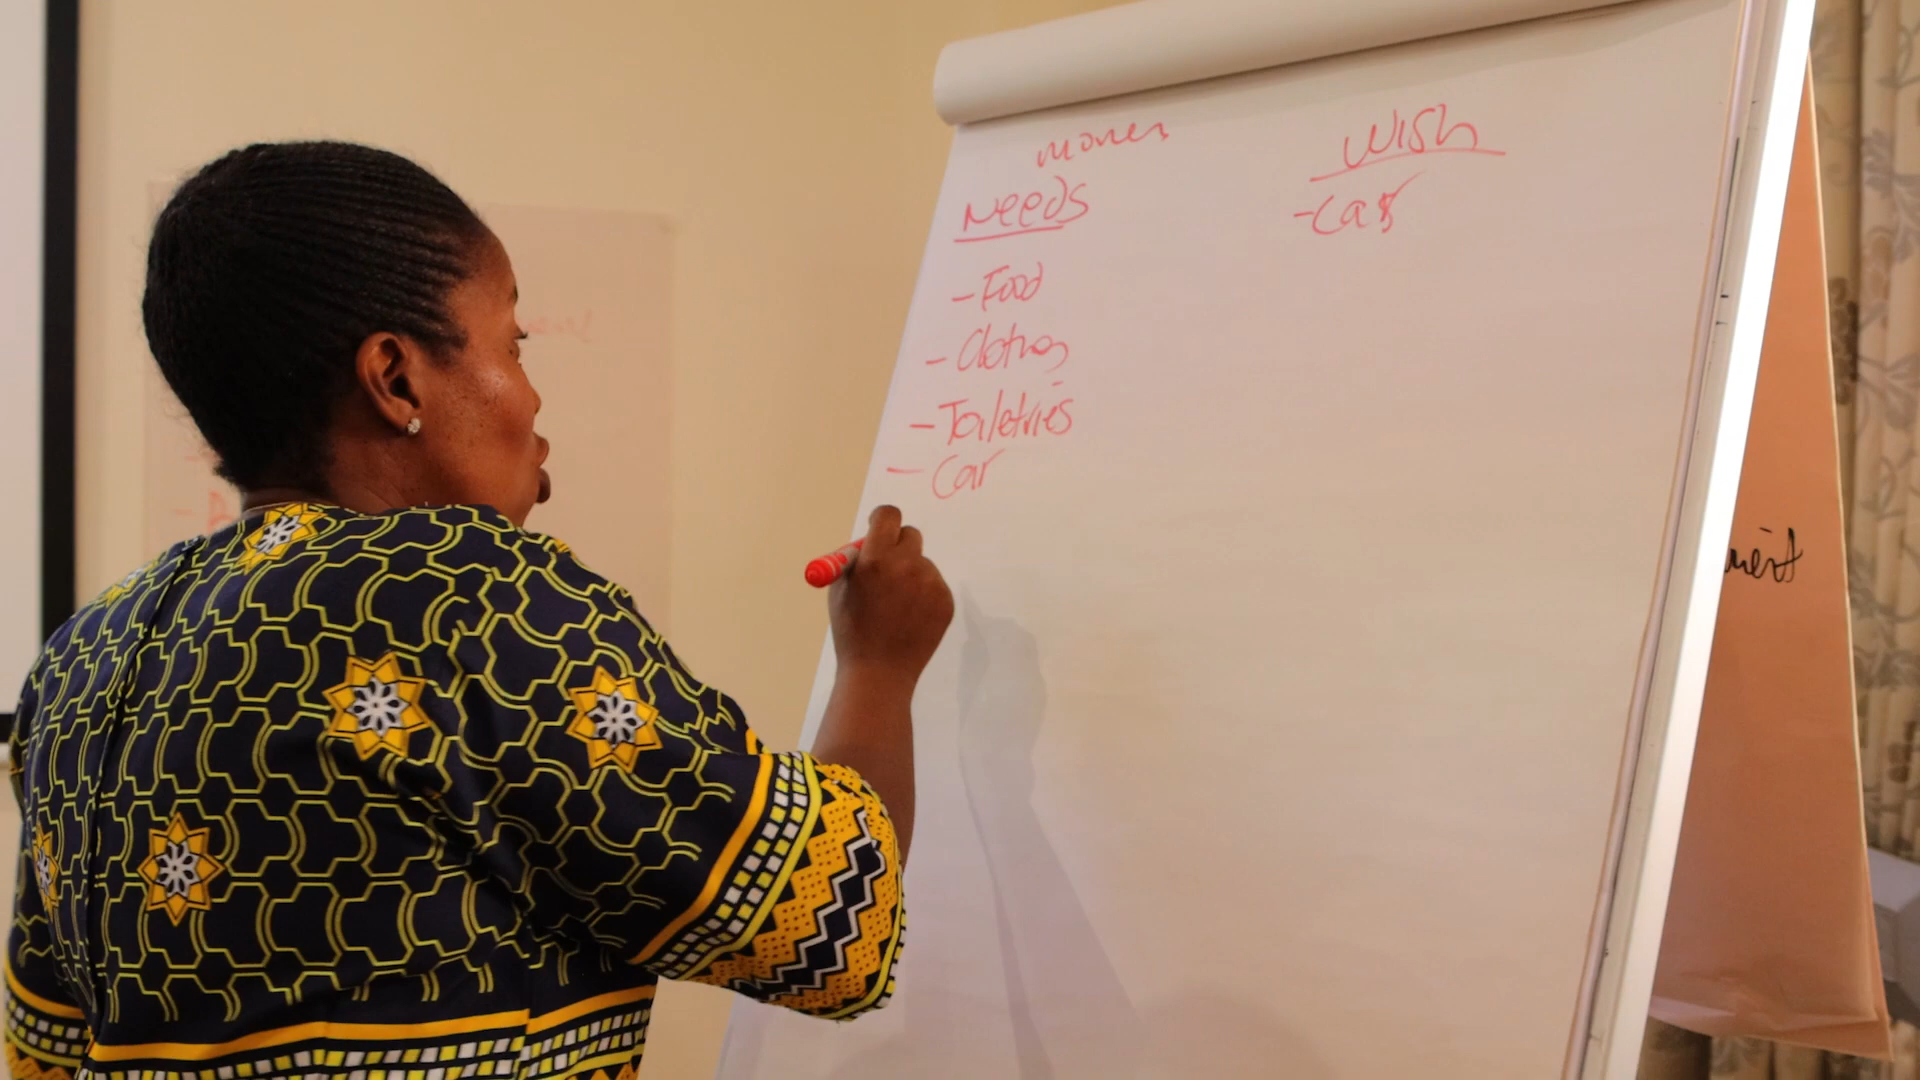 money
Needs
- Food
- Clothes
- Toiletries
- Car
Wish
- Car